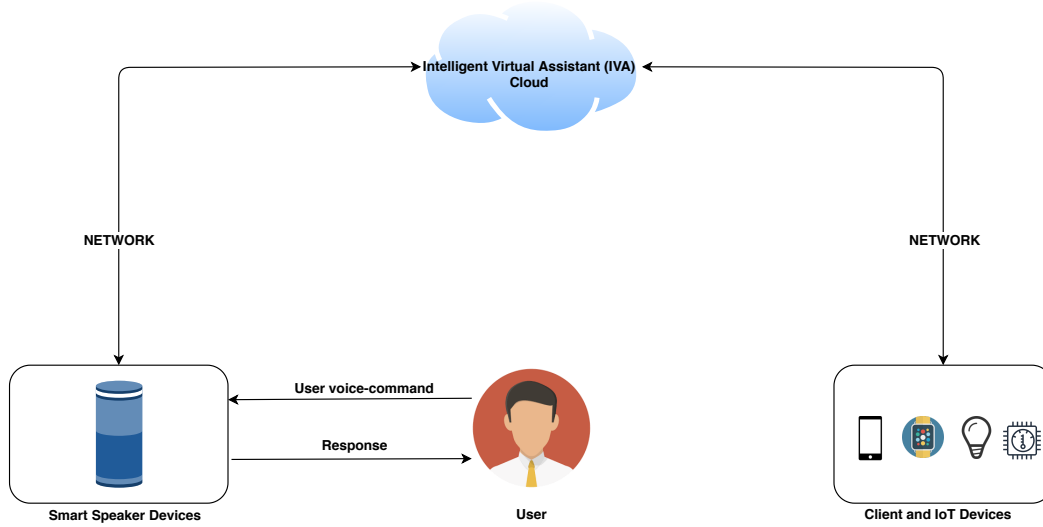 Intelligent Virtual Assistant (IVA)
Cloud
NETWORK
NETWORK
User voice-command
Response
Smart Speaker Devices
User
Client and IoT Devices